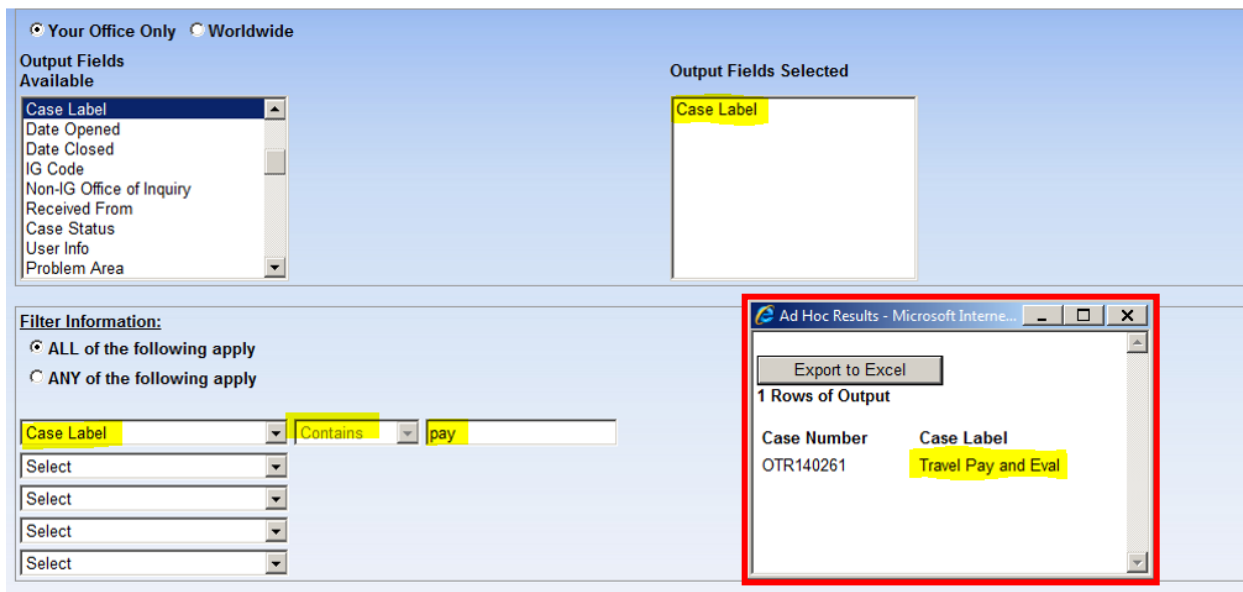 Your Office Only Worldwide
Output Fields
Available
Output Fields Selected
Case Label
Date Opened
Date Closed
IG Code
Non-IG Office of Inquiry
Received From
Case Status
User Info
Problem Area
Case Label
Filter Information:
ALL of the following apply
ANY of the following apply
Case Label Contains pay
Select
Select
Select
Select
Ad Hoc Results - Microsoft Interne...
Export to Excel
1 Rows of Output
Case Number Case Label
OTR140261 Travel Pay and Eval